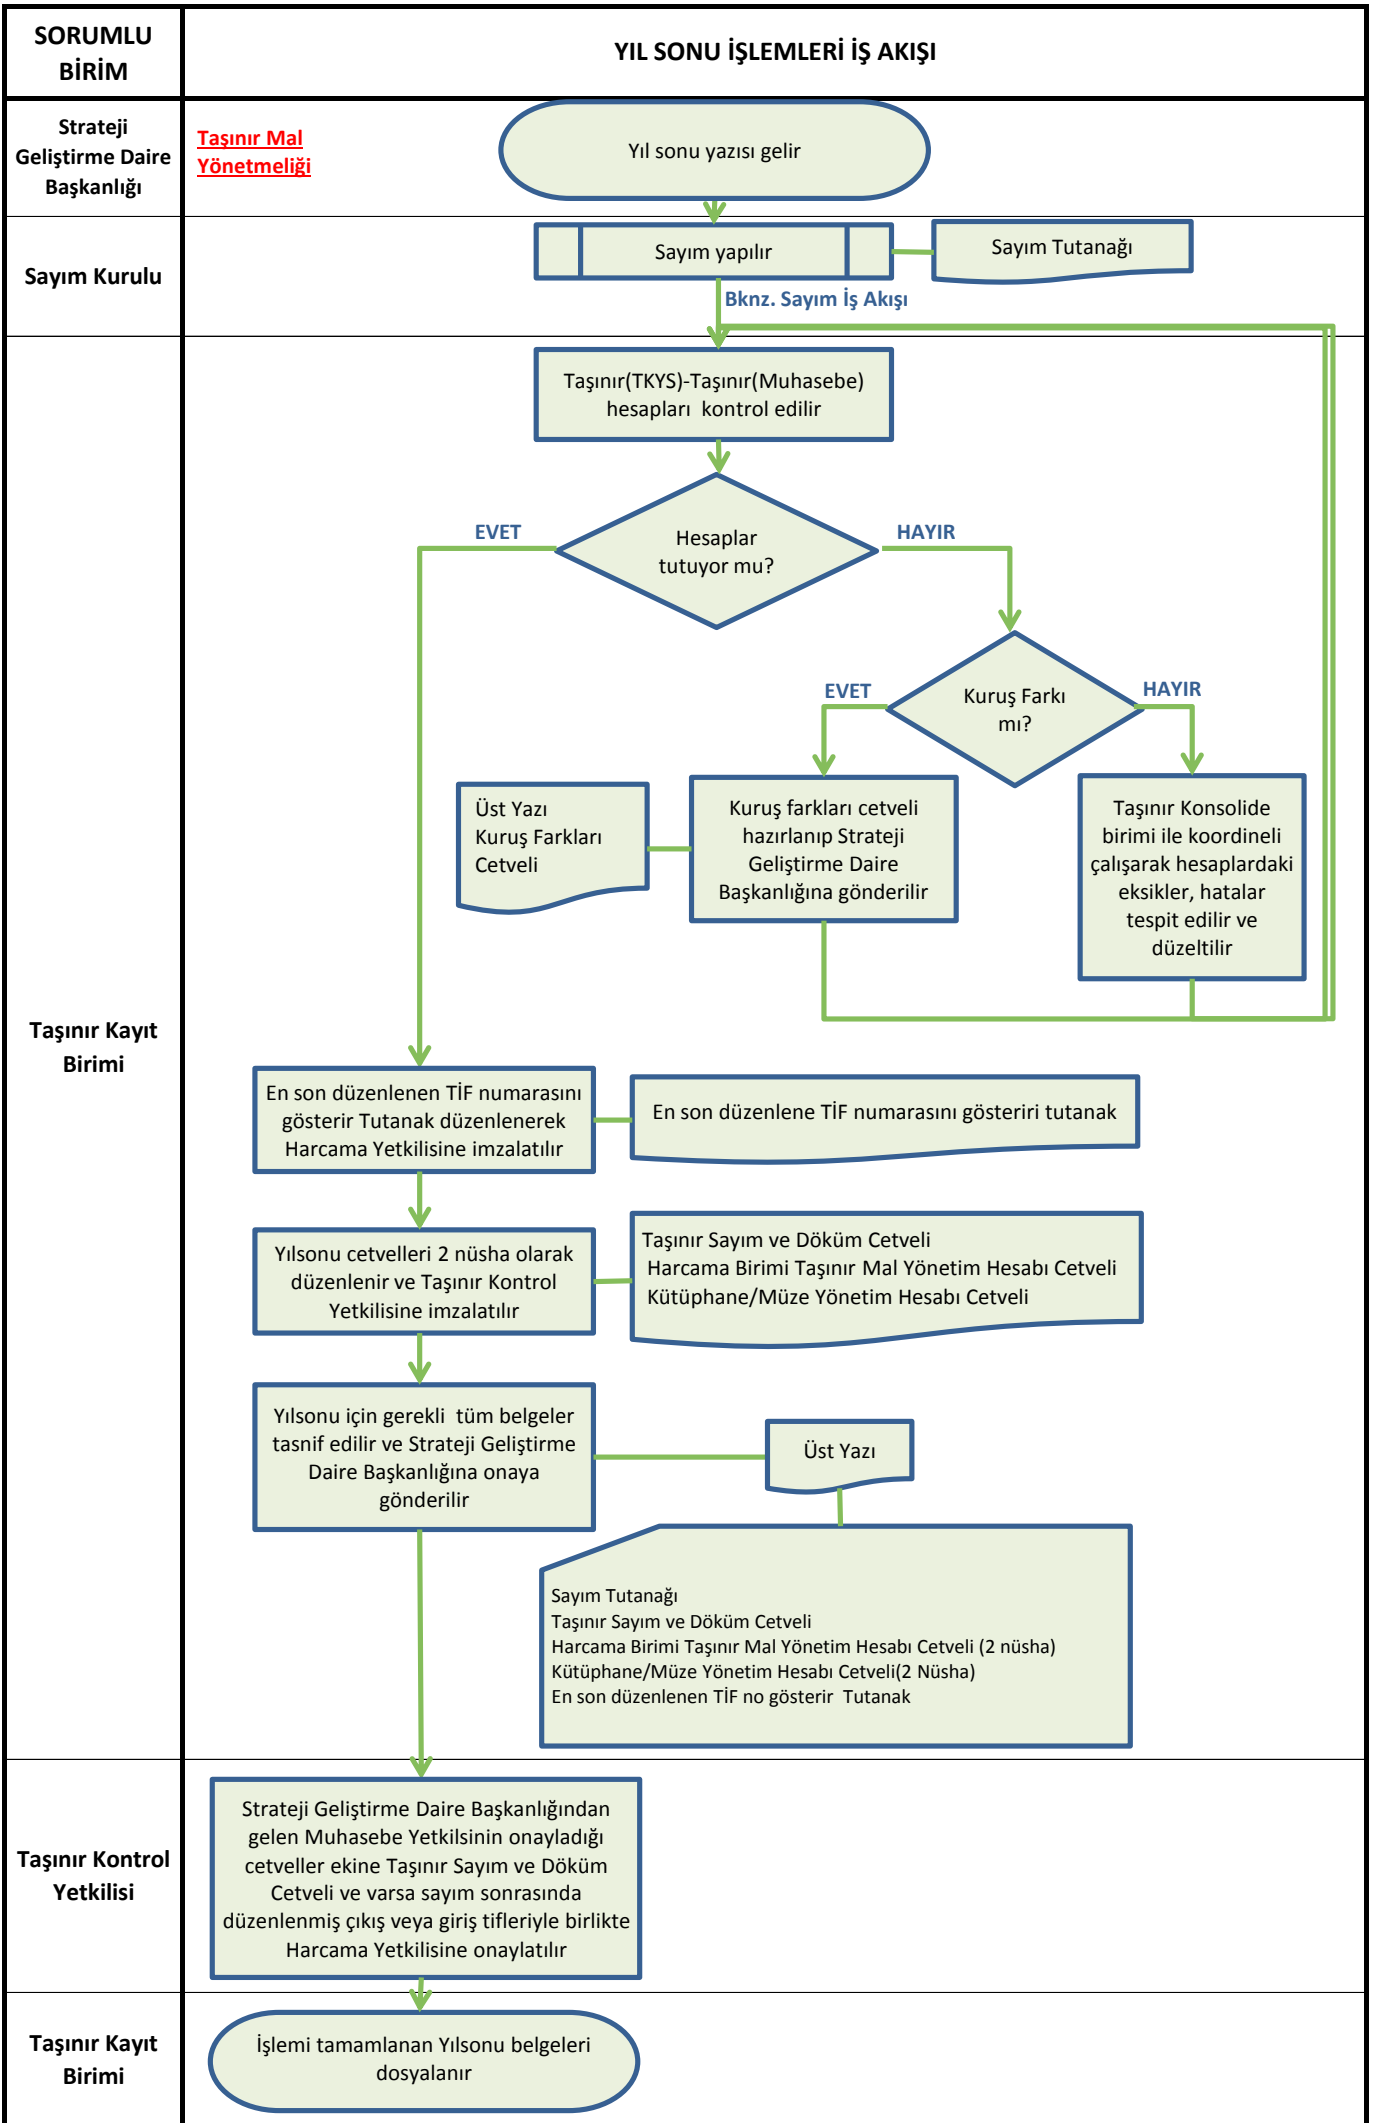 SORUMLU
BİRİM
YIL SONU İŞLEMLERİ İŞ AKIŞI
Strateji
Geliştirme Daire
Başkanlığı
Taşınır Mal
Yönetmeliği
Yıl sonu yazısı gelir
Sayım Kurulu
Sayım yapılır
Sayım Tutanağı
Bknz. Sayım İş Akışı
Taşınır(TKYS)-Taşınır(Muhasebe)
hesapları  kontrol edilir
Hesaplar
tutuyor mu?
EVET
HAYIR
Kuruş Farkı
mı?
EVET
HAYIR
Üst Yazı
Kuruş Farkları
Cetveli
Kuruş farkları cetveli
hazırlanıp Strateji
Geliştirme Daire
Başkanlığına gönderilir
Taşınır Konsolide
birimi ile koordineli
çalışarak hesaplardaki
eksikler, hatalar
tespit edilir ve
düzeltilir
Taşınır Kayıt
Birimi
En son düzenlenen TİF numarasını
gösterir Tutanak düzenlenerek
Harcama Yetkilisine imzalatılır
En son düzenlene TİF numarasını gösteriri tutanak
Yılsonu cetvelleri 2 nüsha olarak
düzenlenir ve Taşınır Kontrol
Yetkilisine imzalatılır
Taşınır Sayım ve Döküm Cetveli
Harcama Birimi Taşınır Mal Yönetim Hesabı Cetveli
Kütüphane/Müze Yönetim Hesabı Cetveli
Yılsonu için gerekli  tüm belgeler
tasnif edilir ve Strateji Geliştirme
Daire Başkanlığına onaya
gönderilir
Üst Yazı
Sayım Tutanağı
Taşınır Sayım ve Döküm Cetveli
Harcama Birimi Taşınır Mal Yönetim Hesabı Cetveli (2 nüsha)
Kütüphane/Müze Yönetim Hesabı Cetveli(2 Nüsha)
En son düzenlenen TİF no gösterir  Tutanak
Taşınır Kontrol
Yetkilisi
Strateji Geliştirme Daire Başkanlığından
gelen Muhasebe Yetkilsinin onayladığı
cetveller ekine Taşınır Sayım ve Döküm
Cetveli ve varsa sayım sonrasında
düzenlenmiş çıkış veya giriş tifleriyle birlikte
Harcama Yetkilisine onaylatılır
Taşınır Kayıt
Birimi
İşlemi tamamlanan Yılsonu belgeleri
dosyalanır